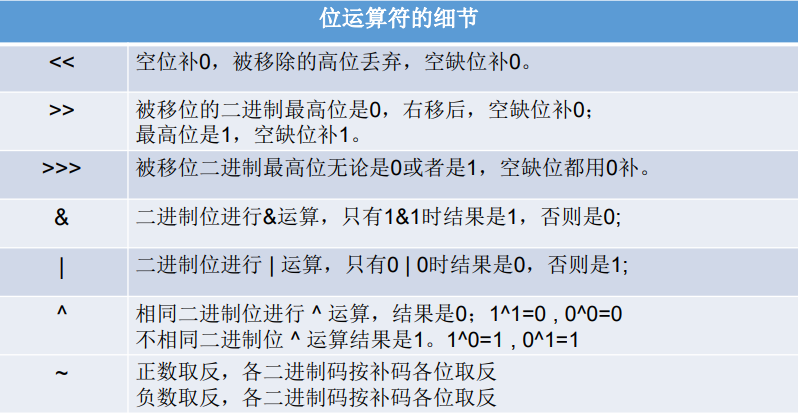 位运算符的细节
<< 空位补0，被移除的高位丢弃，空缺位补0。
>> 被移位的二进制最高位是0，右移后，空缺位补0；
最高位是1，空缺位补1。
>>> 被移位二进制最高位无论是0或者是1，空缺位都用0补。
& 二进制位进行&运算，只有1&1时结果是1，否则是0;
| 二进制位进行 | 运算，只有0 | 0时结果是0，否则是1;
^ 相同二进制位进行 ^ 运算，结果是0；1^1=0 , 0^0=0
不相同二进制位 ^ 运算结果是1。1^0=1 , 0^1=1
~ 正数取反，各二进制码按补码各位取反
负数取反，各二进制码按补码各位取反